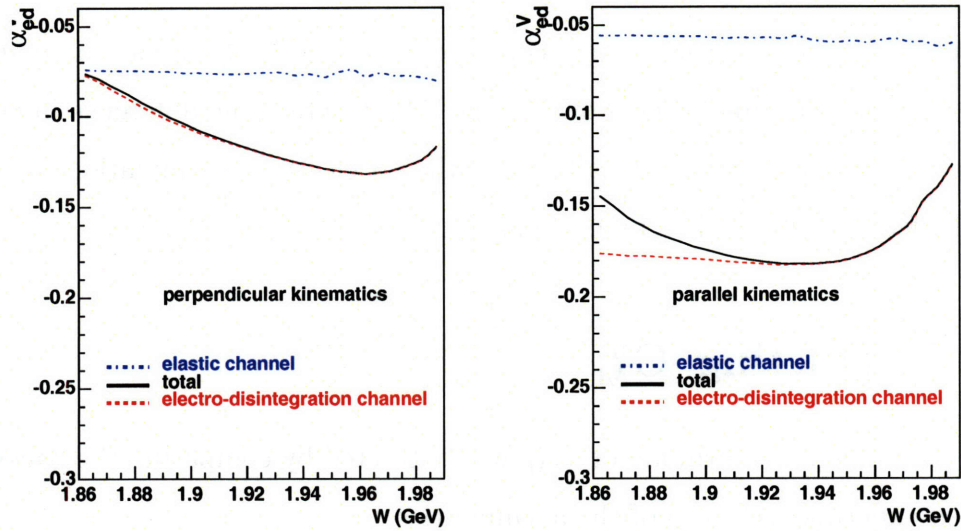 α_ed^V
-0.05
-0.1
-0.15
-0.2
-0.25
-0.3
perpendicular kinematics
elastic channel
total
electro-disintegration channel
1.86 1.88 1.9 1.92 1.94 1.96 1.98
W (GeV)
α_ed^V
-0.05
-0.1
-0.15
-0.2
-0.25
-0.3
parallel kinematics
elastic channel
total
electro-disintegration channel
1.86 1.88 1.9 1.92 1.94 1.96 1.98
W (GeV)